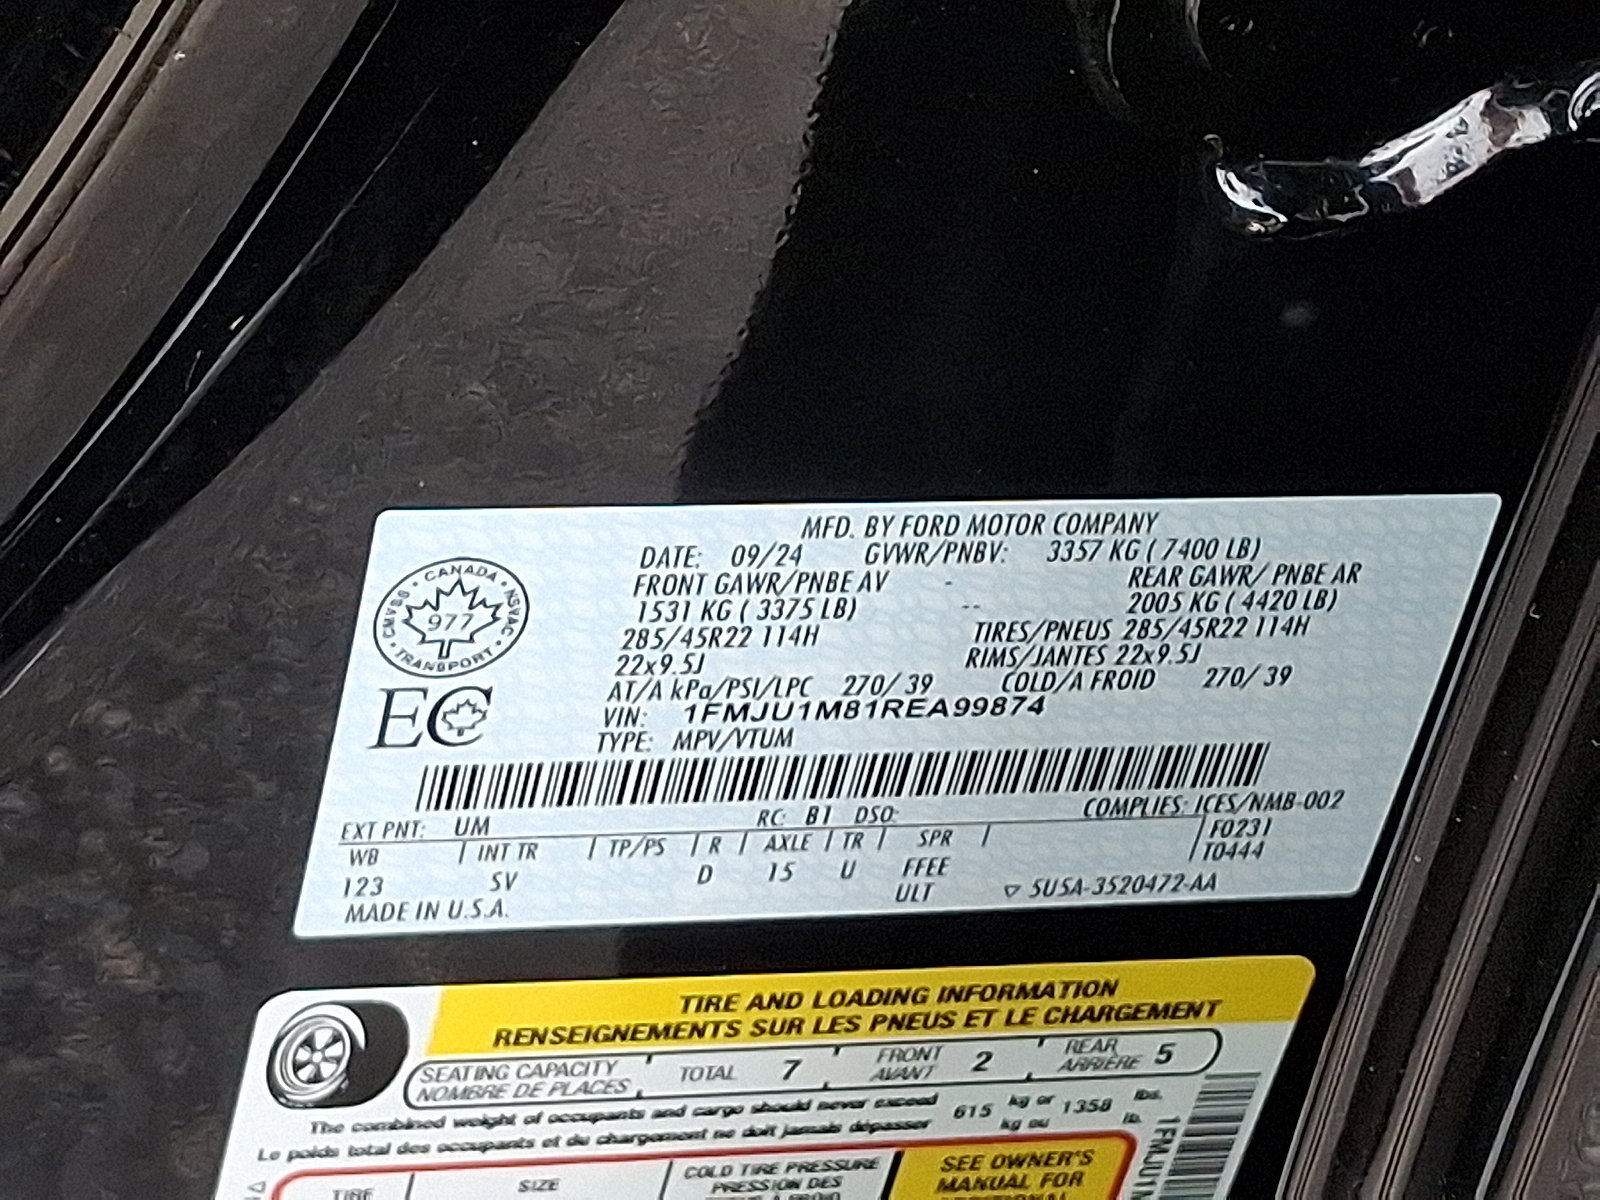 MFD. BY FORD MOTOR COMPANY
DATE: 09/24 GVWR/PNBV: 3357 KG ( 7400 LB)
FRONT GAWR/PNBE AV - REAR GAWR/ PNBE AR
1531 KG ( 3375 LB) -- 2005 KG ( 4420 LB)
285/45R22 114H TIRES/PNEUS 285/45R22 114H
22x9.5J RIMS/JANTES 22x9.5J
AT/A kPa/PSI/LPC 270/ 39 COLD/A FROID 270/ 39
VIN: 1FMJU1M81REA99874
TYPE: MPV/VTUM
CANADA
CMVSS 977 NSVAC
TRANSPORT
EC
EXT PNT: UM RC: B1 DSO: COMPLIES: ICES/NMB-002
WB | INT TR | TP/PS | R | AXLE | TR | SPR | F0231
123 SV D 15 U FFEE T0444
ULT 5U5A-3520472-AA
MADE IN U.S.A.
TIRE AND LOADING INFORMATION
RENSEIGNEMENTS SUR LES PNEUS ET LE CHARGEMENT
SEATING CAPACITY TOTAL 7 FRONT 2 REAR 5
NOMBRE DE PLACES AVANT ARRIÈRE
The combined weight of occupants and cargo should never exceed 615 kg or 1358 lbs.
Le poids total des occupants et du chargement ne doit jamais dépasser kg ou lb.
TIRE SIZE COLD TIRE PRESSURE SEE OWNER'S
PRESSION DES MANUAL FOR
1FMJU1M